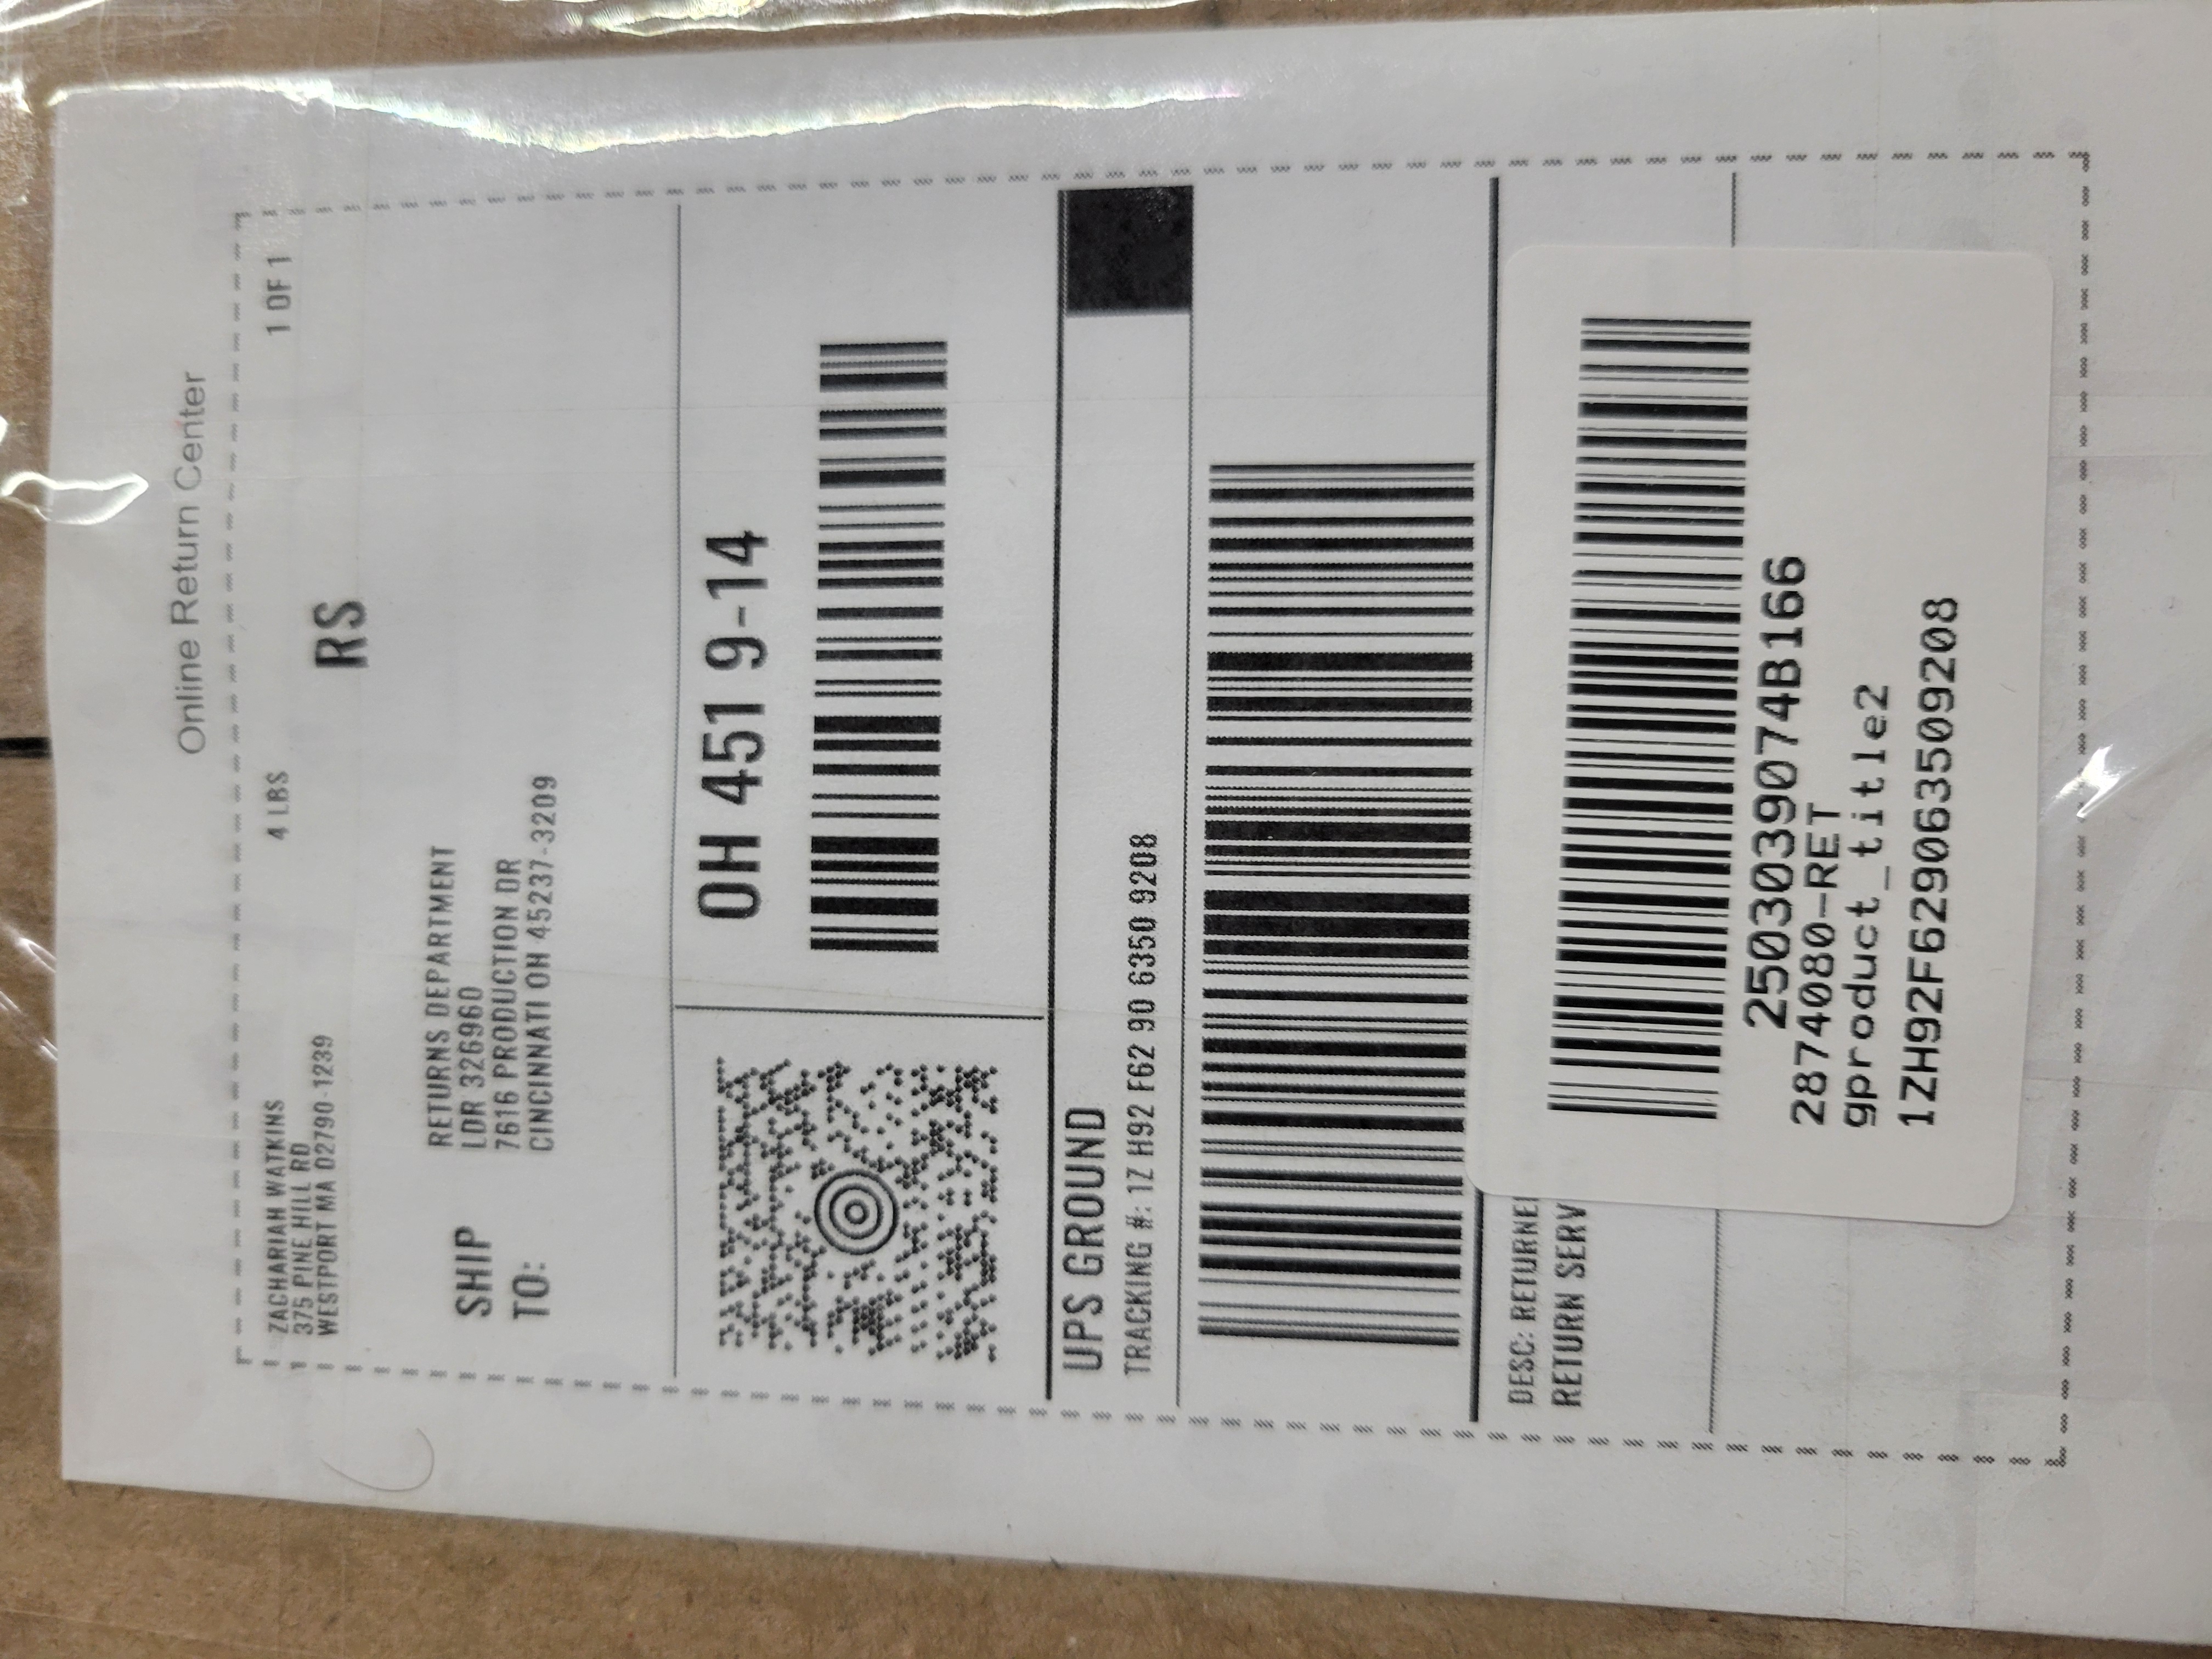 Online Return Center
ZACHARIAH WATKINS
375 PINE HILL RD
WESTPORT MA 02790-1239
4 LBS
1 OF 1
RS
SHIP
TO:
RETURNS DEPARTMENT
LDR 326960
7616 PRODUCTION DR
CINCINNATI OH 45237-3209
OH 451 9-14
UPS GROUND
TRACKING #: 1Z H92 F62 90 6350 9208
DESC: RETURNE
RETURN SERV
2503039074B166
2874080-RET
gproduct_title2
1ZH92F629063509208